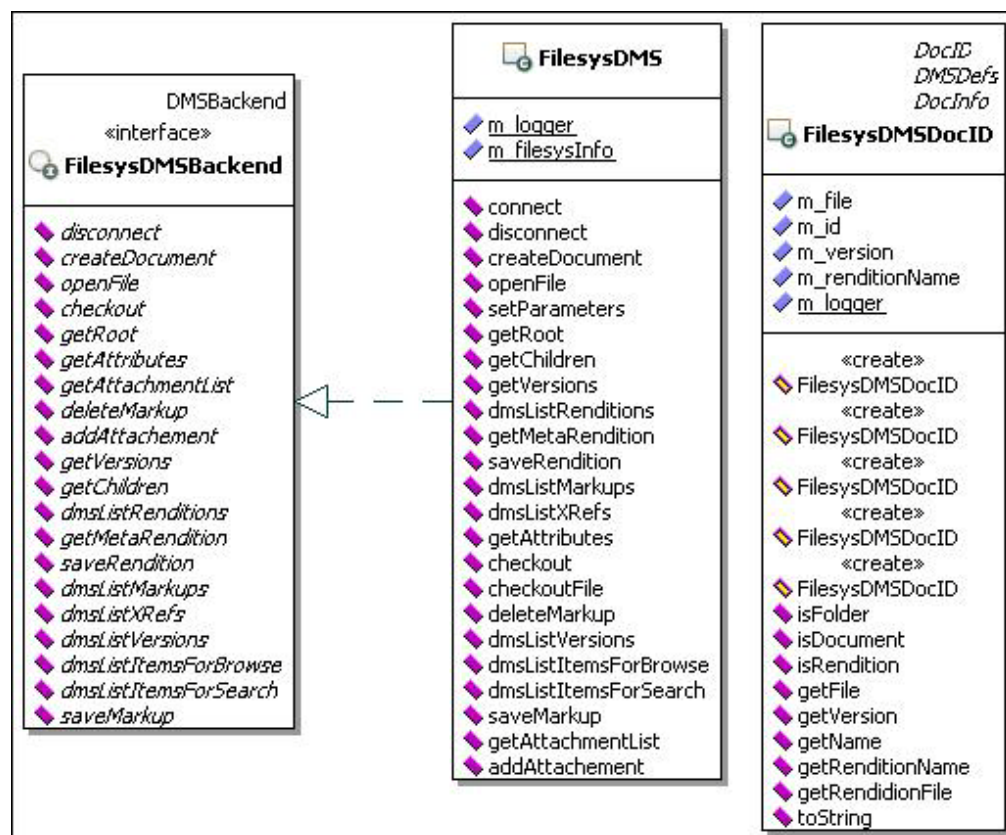 DMSBackend
«interface»
FilesysDMSBackend
disconnect
createDocument
openFile
checkout
getRoot
getAttributes
getAttachmentList
deleteMarkup
addAttachement
getVersions
getChildren
dmsListRenditions
getMetaRendition
saveRendition
dmsListMarkups
dmsListXRefs
dmsListVersions
dmsListItemsForBrowse
dmsListItemsForSearch
saveMarkup
FilesysDMS
m_logger
m_filesysInfo
connect
disconnect
createDocument
openFile
setParameters
getRoot
getChildren
getVersions
dmsListRenditions
getMetaRendition
saveRendition
dmsListMarkups
dmsListXRefs
getAttributes
checkout
checkoutFile
deleteMarkup
dmsListVersions
dmsListItemsForBrowse
dmsListItemsForSearch
saveMarkup
getAttachmentList
addAttachement
DocID
DMSDefs
DocInfo
FilesysDMSDocID
m_file
m_id
m_version
m_renditionName
m_logger
«create»
FilesysDMSDocID
«create»
FilesysDMSDocID
«create»
FilesysDMSDocID
«create»
FilesysDMSDocID
«create»
FilesysDMSDocID
isFolder
isDocument
isRendition
getFile
getVersion
getName
getRenditionName
getRendidionFile
toString